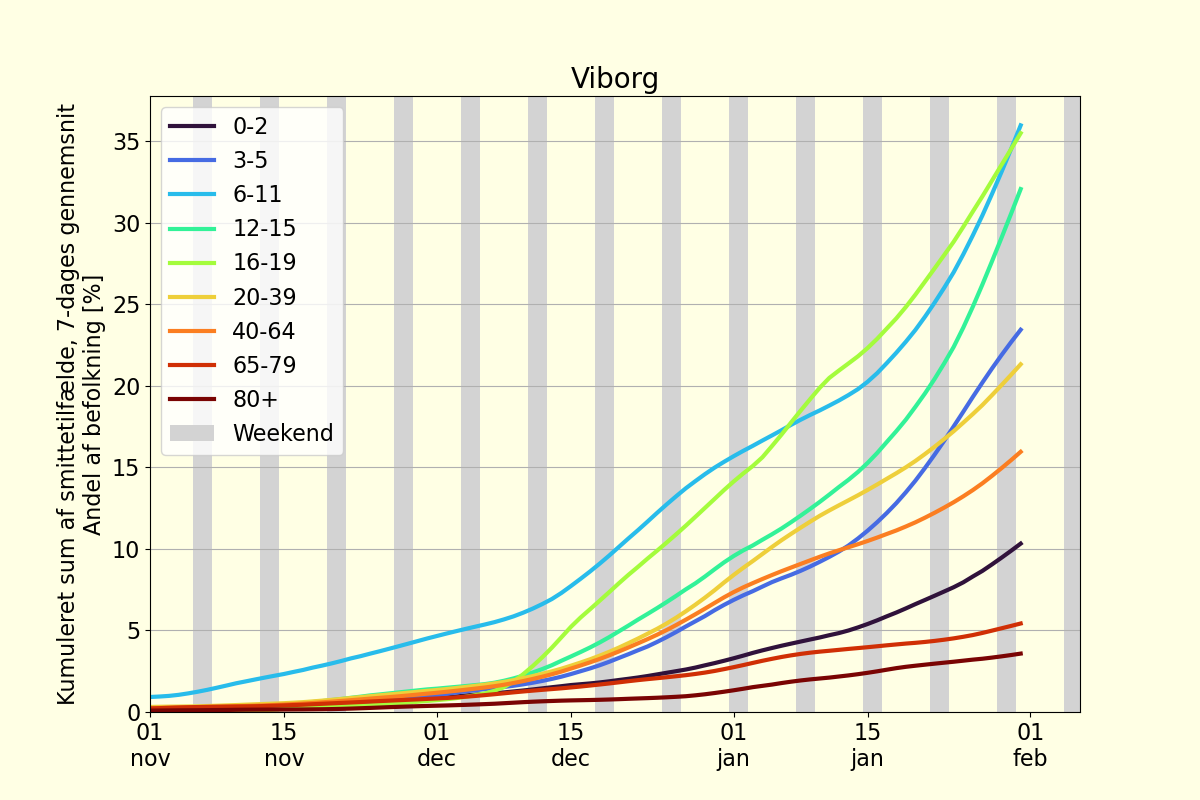 Viborg
Kumuleret sum af smittetilfælde, 7-dages gennemsnit
Andel af befolkning [%]
35
30
25
20
15
10
5
0
0-2
3-5
6-11
12-15
16-19
20-39
40-64
65-79
80+
Weekend
01 nov
15 nov
01 dec
15 dec
01 jan
15 jan
01 feb